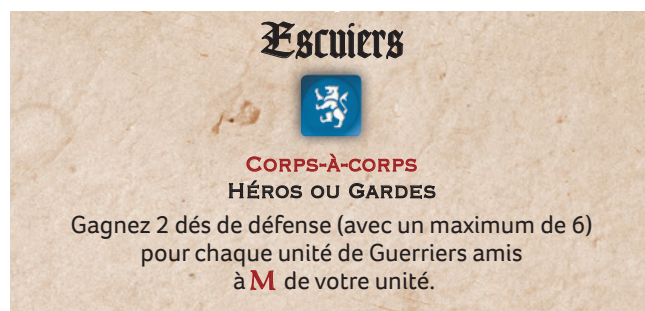 Escuiers
Corps-à-corps
Héros ou Gardes
Gagnez 2 dés de défense (avec un maximum de 6)
pour chaque unité de Guerriers amis
à M de votre unité.